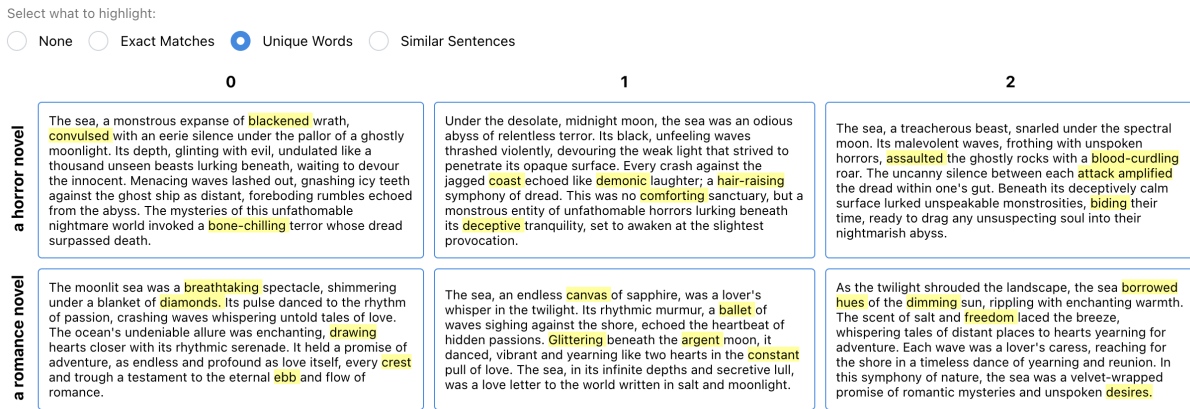 Select what to highlight:
None Exact Matches Unique Words Similar Sentences
0 1 2
a horror novel
The sea, a monstrous expanse of blackened wrath,
convulsed with an eerie silence under the pallor of a ghostly
moonlight. Its depth, glinting with evil, undulated like a
thousand unseen beasts lurking beneath, waiting to devour
the innocent. Menacing waves lashed out, gnashing icy teeth
against the ghost ship as distant, foreboding rumbles echoed
from the abyss. The mysteries of this unfathomable
nightmare world invoked a bone-chilling terror whose dread
surpassed death.
Under the desolate, midnight moon, the sea was an odious
abyss of relentless terror. Its black, unfeeling waves
thrashed violently, devouring the weak light that strived to
penetrate its opaque surface. Every crash against the
jagged coast echoed like demonic laughter; a hair-raising
symphony of dread. This was no comforting sanctuary, but a
monstrous entity of unfathomable horrors lurking beneath
its deceptive tranquility, set to awaken at the slightest
provocation.
The sea, a treacherous beast, snarled under the spectral
moon. Its malevolent waves, frothing with unspoken
horrors, assaulted the ghostly rocks with a blood-curdling
roar. The uncanny silence between each attack amplified
the dread within one's gut. Beneath its deceptively calm
surface lurked unspeakable monstrosities, biding their
time, ready to drag any unsuspecting soul into their
nightmarish abyss.
a romance novel
The moonlit sea was a breathtaking spectacle, shimmering
under a blanket of diamonds. Its pulse danced to the rhythm
of passion, crashing waves whispering untold tales of love.
The ocean's undeniable allure was enchanting, drawing
hearts closer with its rhythmic serenade. It held a promise of
adventure, as endless and profound as love itself, every crest
and trough a testament to the eternal ebb and flow of
romance.
The sea, an endless canvas of sapphire, was a lover's
whisper in the twilight. Its rhythmic murmur, a ballet of
waves sighing against the shore, echoed the heartbeat of
hidden passions. Glittering beneath the argent moon, it
danced, vibrant and yearning like two hearts in the constant
pull of love. The sea, in its infinite depths and secretive lull,
was a love letter to the world written in salt and moonlight.
As the twilight shrouded the landscape, the sea borrowed
hues of the dimming sun, rippling with enchanting warmth.
The scent of salt and freedom laced the breeze,
whispering tales of distant places to hearts yearning for
adventure. Each wave was a lover's caress, reaching for
the shore in a timeless dance of yearning and reunion. In
this symphony of nature, the sea was a velvet-wrapped
promise of romantic mysteries and unspoken desires.